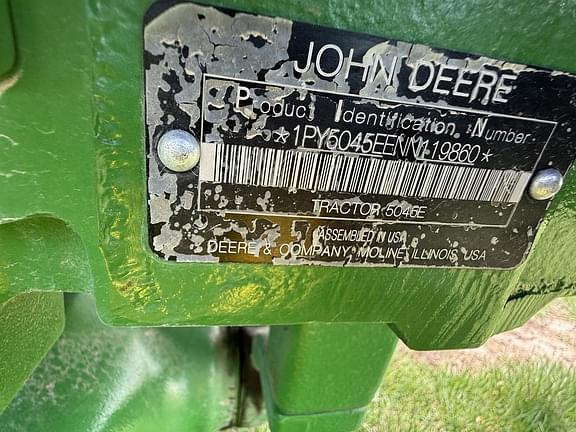 JOHN DEERE
Product Identification Number
*1PY5045EENN119860*
TRACTOR 5045E
ASSEMBLED IN USA
DEERE & COMPANY MOLINE, ILLINOIS, USA